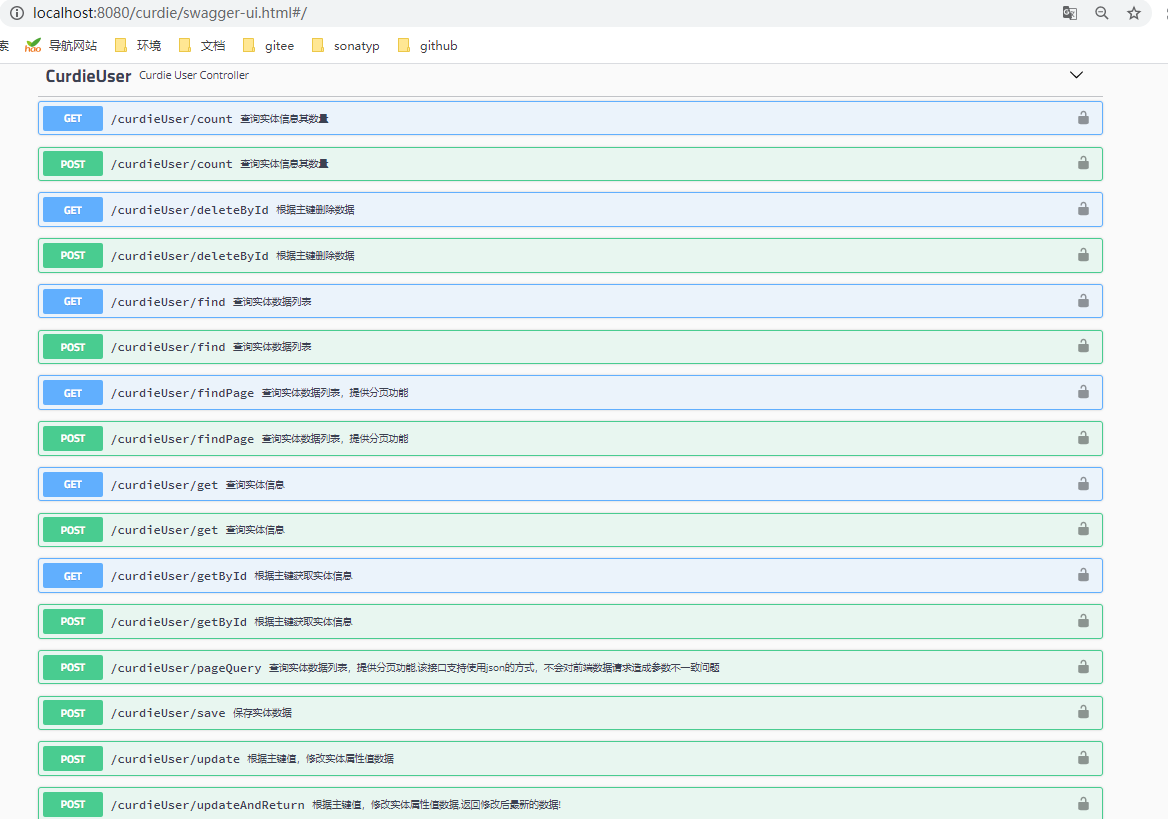 localhost:8080/curdie/swagger-ui.html#/
索 hao 导航网站 环境 文档 gitee sonatyp github
CurdieUser Curdie User Controller
GET /curdieUser/count 查询实体信息其数量
POST /curdieUser/count 查询实体信息其数量
GET /curdieUser/deleteById 根据主键删除数据
POST /curdieUser/deleteById 根据主键删除数据
GET /curdieUser/find 查询实体数据列表
POST /curdieUser/find 查询实体数据列表
GET /curdieUser/findPage 查询实体数据列表，提供分页功能
POST /curdieUser/findPage 查询实体数据列表，提供分页功能
GET /curdieUser/get 查询实体信息
POST /curdieUser/get 查询实体信息
GET /curdieUser/getById 根据主键获取实体信息
POST /curdieUser/getById 根据主键获取实体信息
POST /curdieUser/pageQuery 查询实体数据列表，提供分页功能,该接口支持使用json的方式，不会对前端数据请求造成参数不一致问题
POST /curdieUser/save 保存实体数据
POST /curdieUser/update 根据主键值，修改实体属性值数据
POST /curdieUser/updateAndReturn 根据主键值，修改实体属性值数据,返回修改后最新的数据!